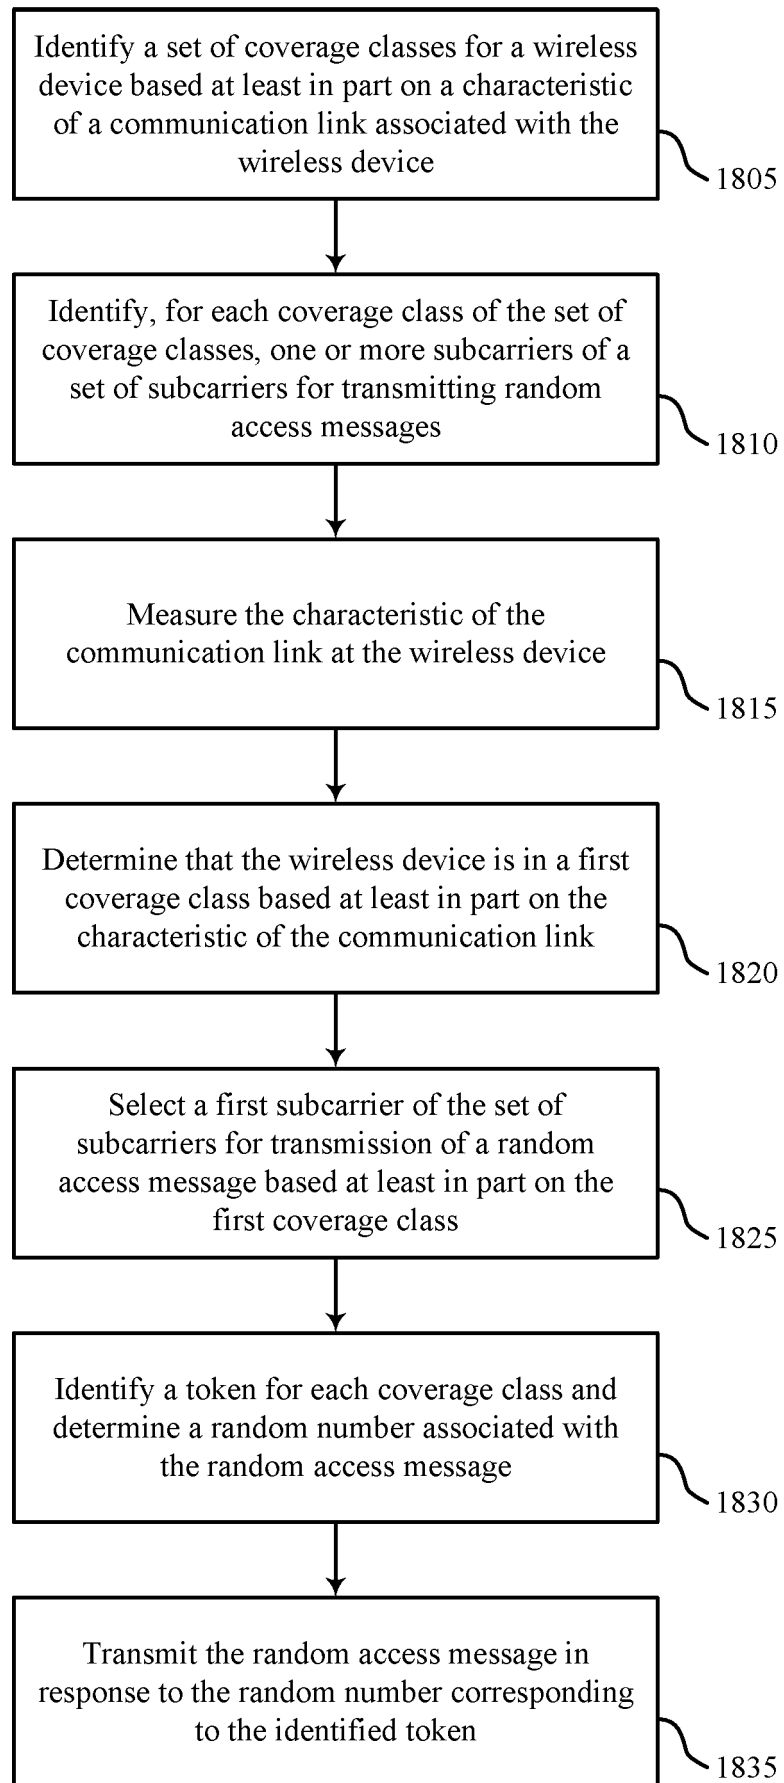 Identify a set of coverage classes for a wireless
device based at least in part on a characteristic
of a communication link associated with the
wireless device
1805
Identify, for each coverage class of the set of
coverage classes, one or more subcarriers of a
set of subcarriers for transmitting random
access messages
1810
Measure the characteristic of the
communication link at the wireless device
1815
Determine that the wireless device is in a first
coverage class based at least in part on the
characteristic of the communication link
1820
Select a first subcarrier of the set of
subcarriers for transmission of a random
access message based at least in part on the
first coverage class
1825
Identify a token for each coverage class and
determine a random number associated with
the random access message
1830
Transmit the random access message in
response to the random number corresponding
to the identified token
1835